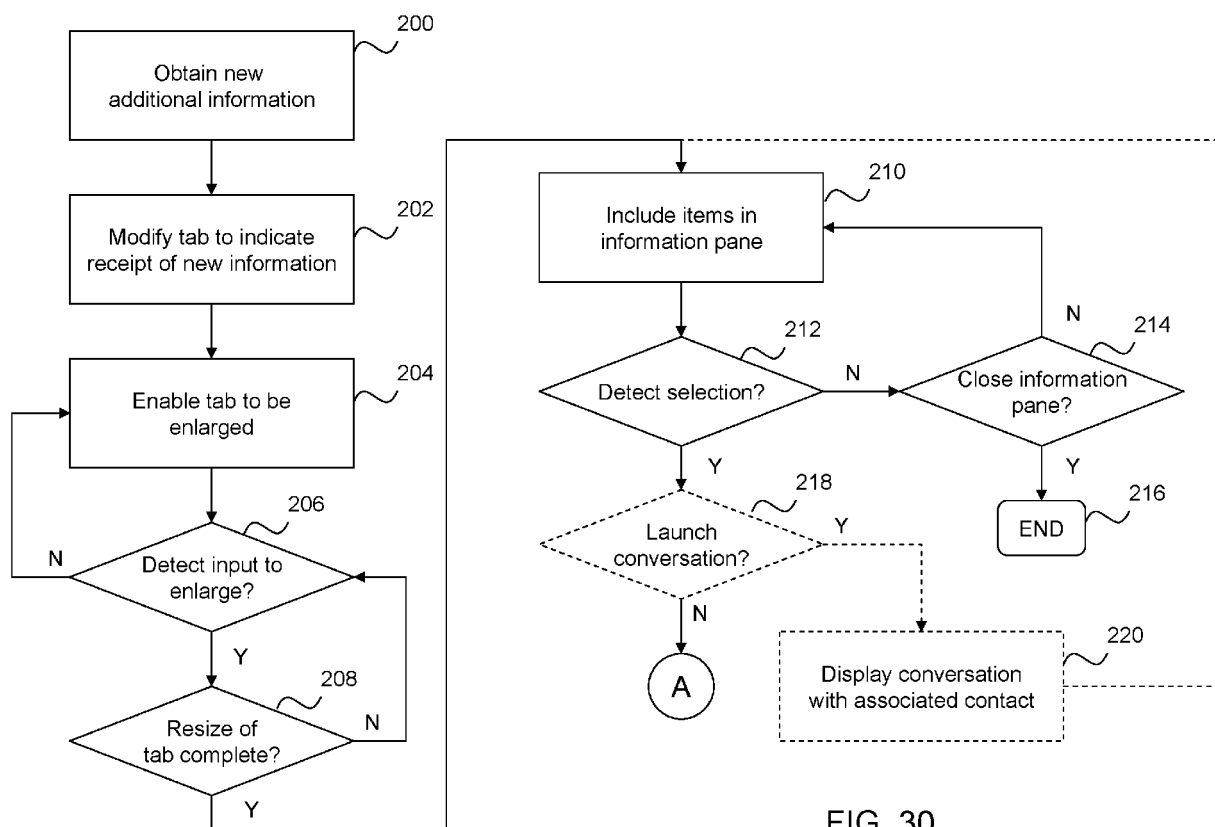 200
Obtain new
additional information
202
Modify tab to indicate
receipt of new information
204
Enable tab to be
enlarged
206
Detect input to
enlarge?
N
Y
208
Resize of
tab complete?
N
Y
210
Include items in
information pane
212
Detect selection?
N
Y
214
Close information
pane?
N
Y
216
END
218
Launch
conversation?
Y
N
A
220
Display conversation
with associated contact
FIG. 30